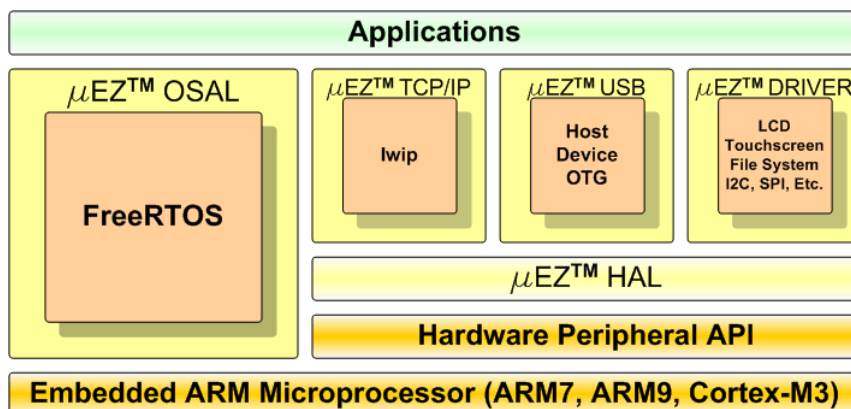 Applications
μEZ™ OSAL
FreeRTOS
μEZ™ TCP/IP
lwip
μEZ™ USB
Host
Device
OTG
μEZ™ DRIVER
LCD
Touchscreen
File System
I2C, SPI, Etc.
μEZ™ HAL
Hardware Peripheral API
Embedded ARM Microprocessor (ARM7, ARM9, Cortex-M3)